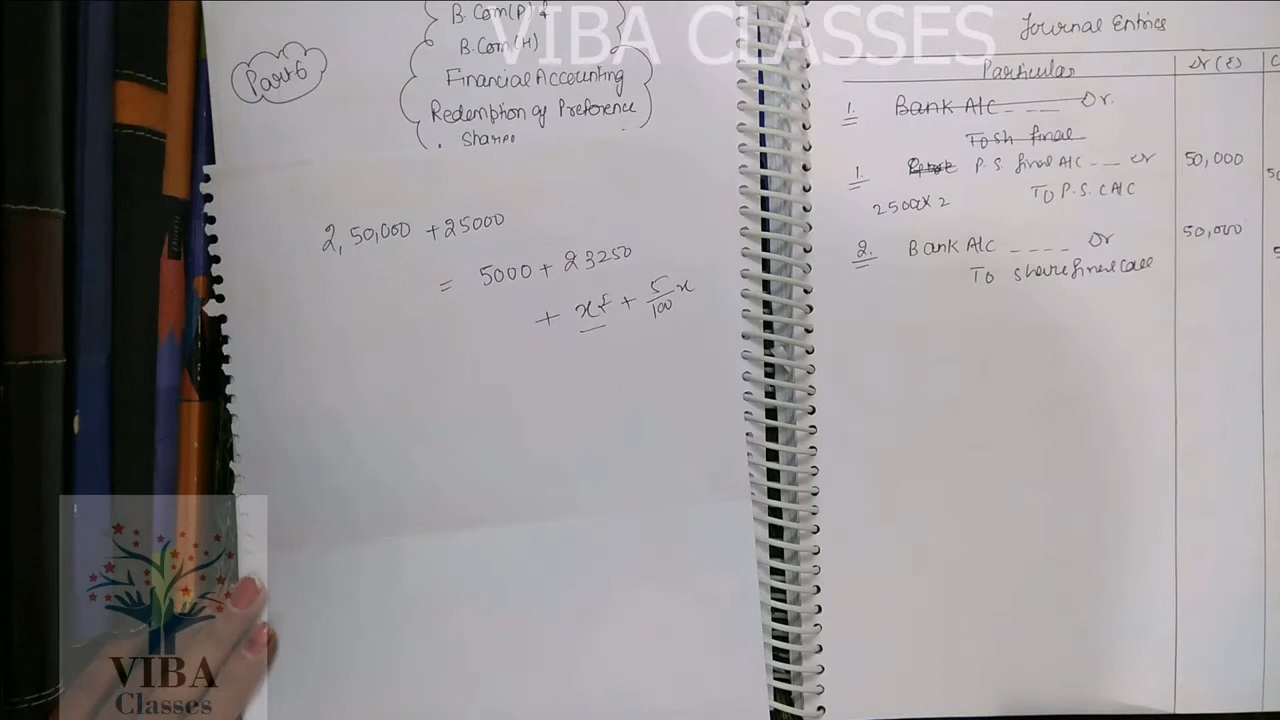 VIBA CLASSES
Part 6
B.Com(P) &
B.Com(H)
Financial Accounting
Redemption of Preference
Shares
2,50,000 + 25000
= 5000 + 23250
+ x + 5/100 x
Journal Entries
Particular Dr (₹)
1. Bank A/C ---- Dr.
To sh final
1. P.S. final A/C --- Dr 50,000
To P.S.C A/C
25000 x 2
2. Bank A/C ---- Dr 50,000
To share final call
VIBA
Classes